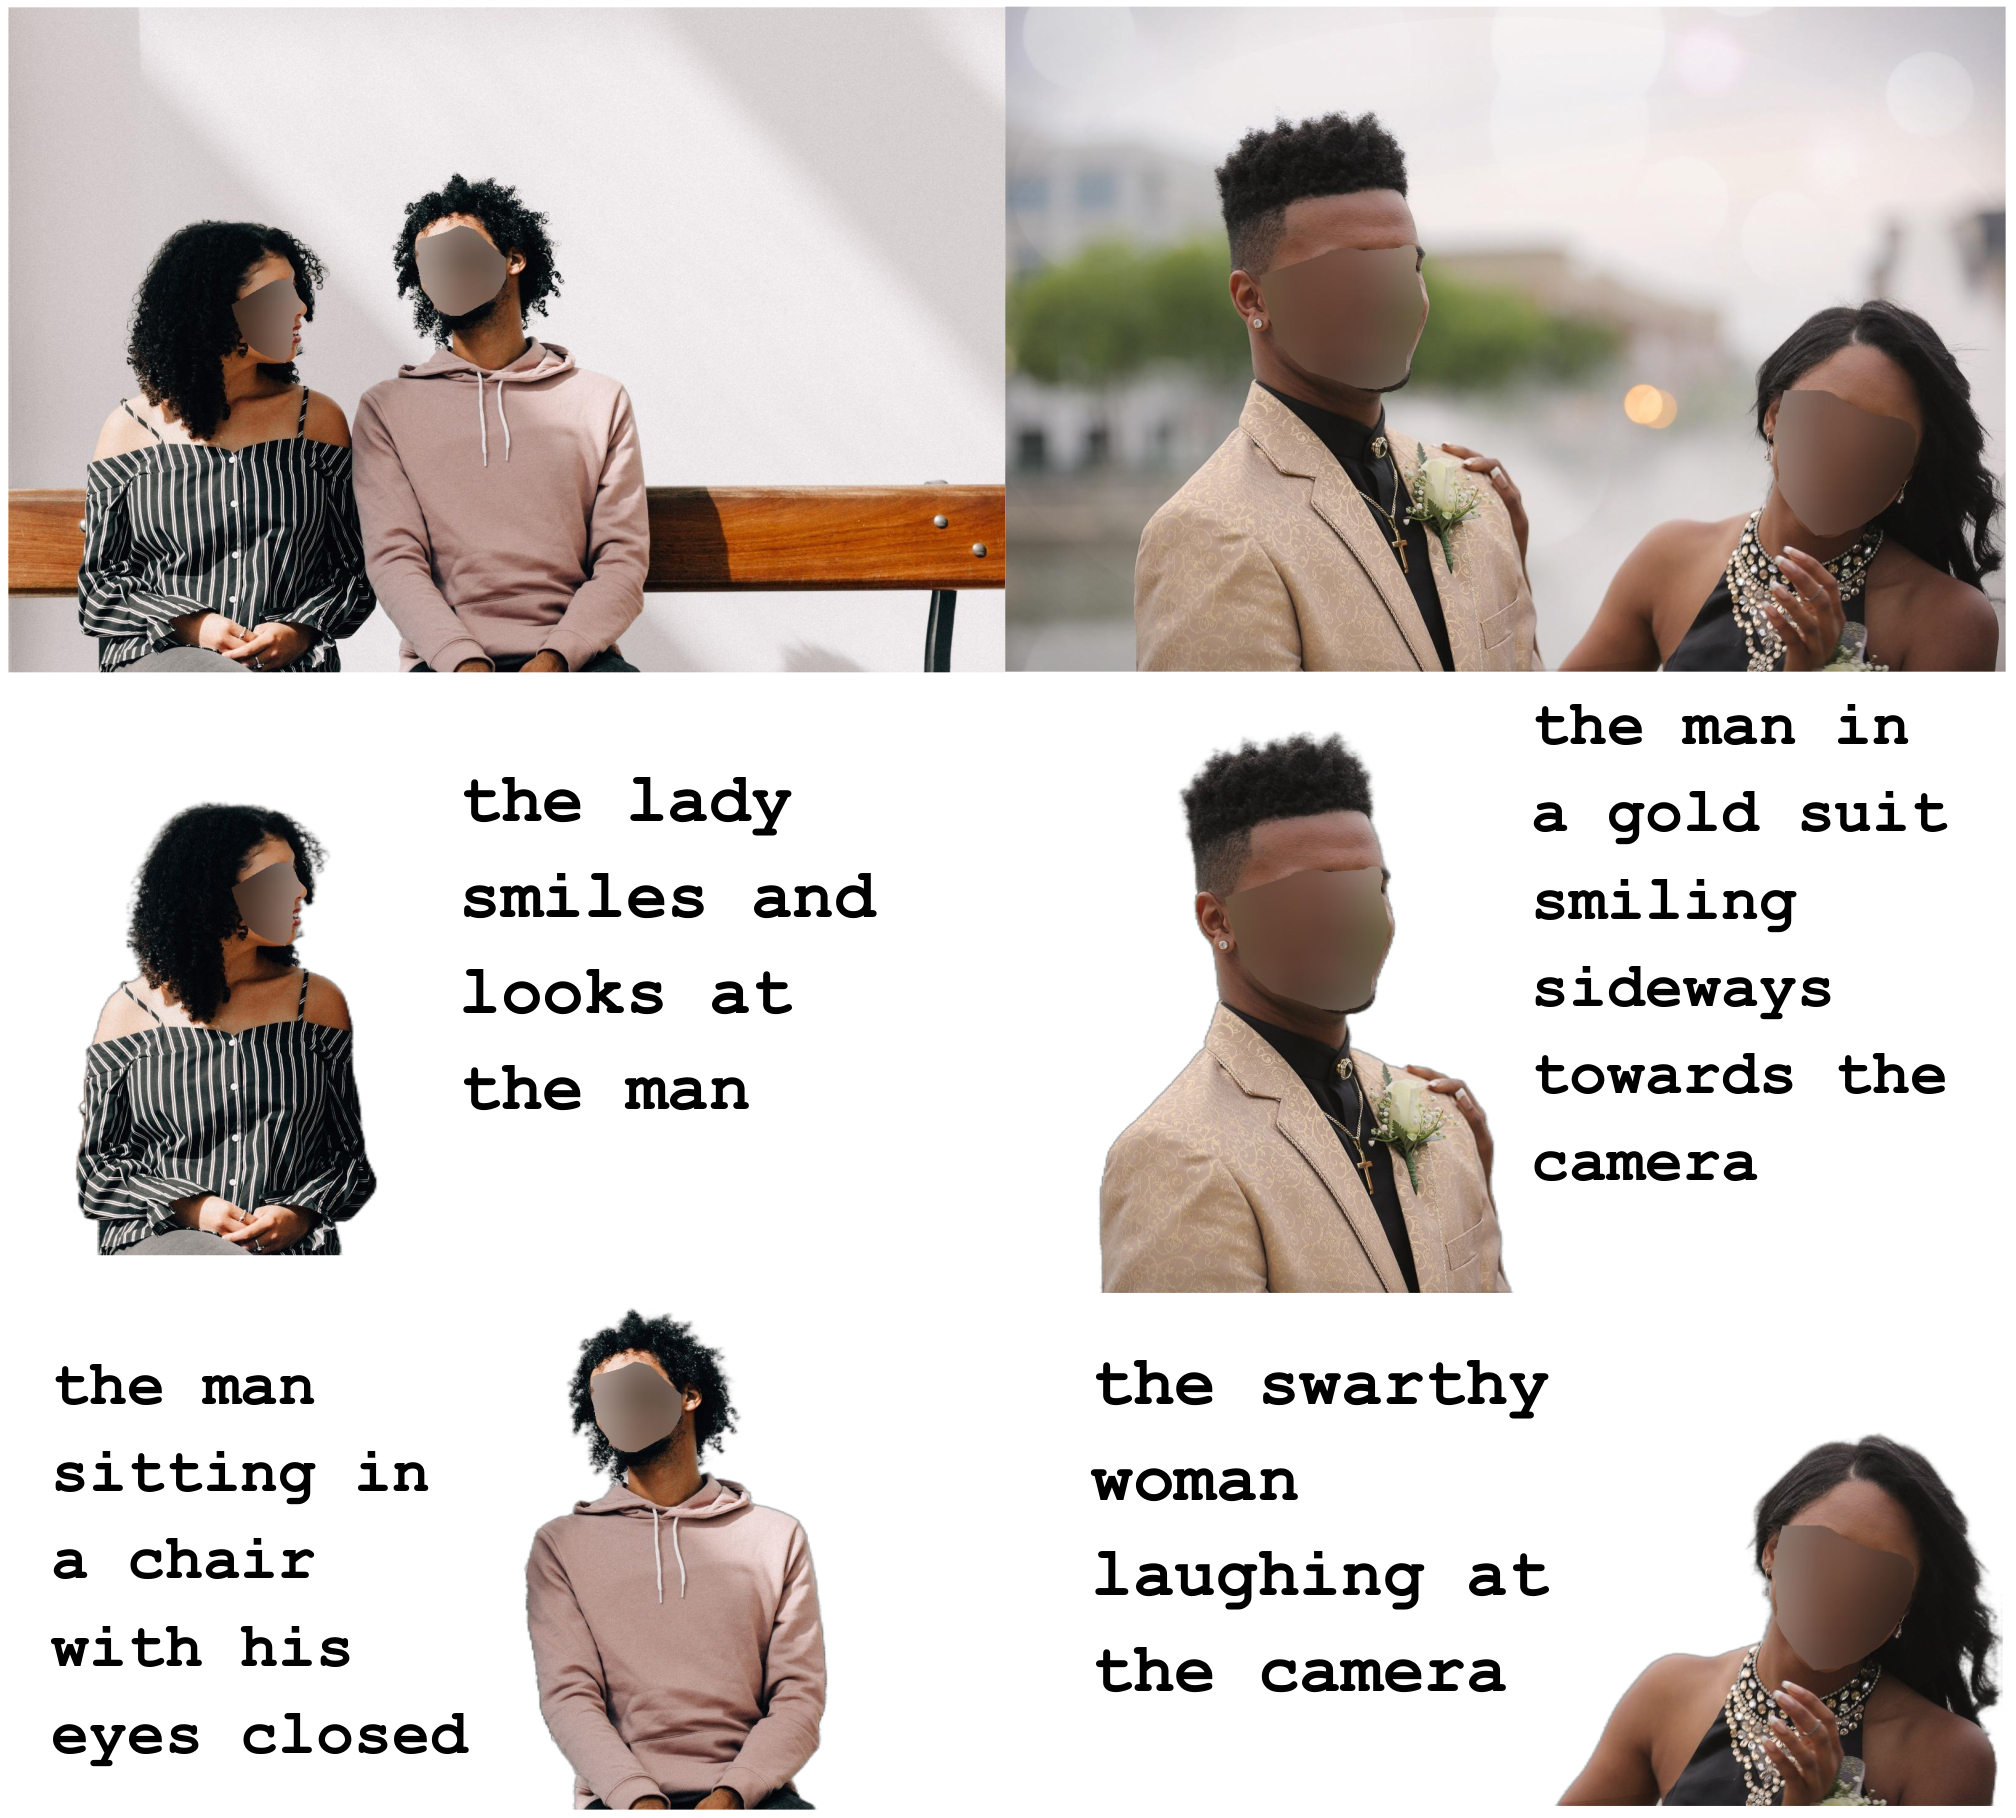 the lady
smiles and
looks at
the man
the man in
a gold suit
smiling
sideways
towards the
camera
the man
sitting in
a chair
with his
eyes closed
the swarthy
woman
laughing at
the camera